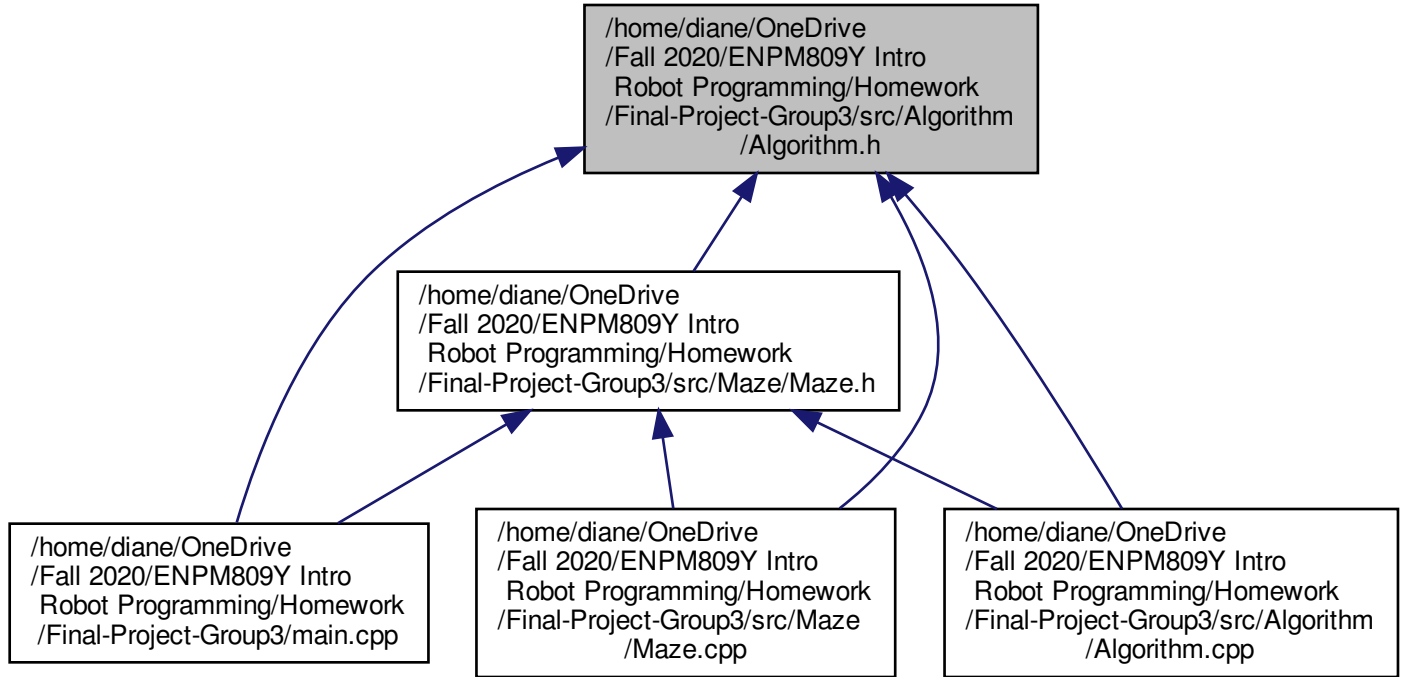 /home/diane/OneDrive
/Fall 2020/ENPM809Y Intro
Robot Programming/Homework
/Final-Project-Group3/src/Algorithm
/Algorithm.h
/home/diane/OneDrive
/Fall 2020/ENPM809Y Intro
Robot Programming/Homework
/Final-Project-Group3/src/Maze/Maze.h
/home/diane/OneDrive
/Fall 2020/ENPM809Y Intro
Robot Programming/Homework
/Final-Project-Group3/main.cpp
/home/diane/OneDrive
/Fall 2020/ENPM809Y Intro
Robot Programming/Homework
/Final-Project-Group3/src/Maze
/Maze.cpp
/home/diane/OneDrive
/Fall 2020/ENPM809Y Intro
Robot Programming/Homework
/Final-Project-Group3/src/Algorithm
/Algorithm.cpp